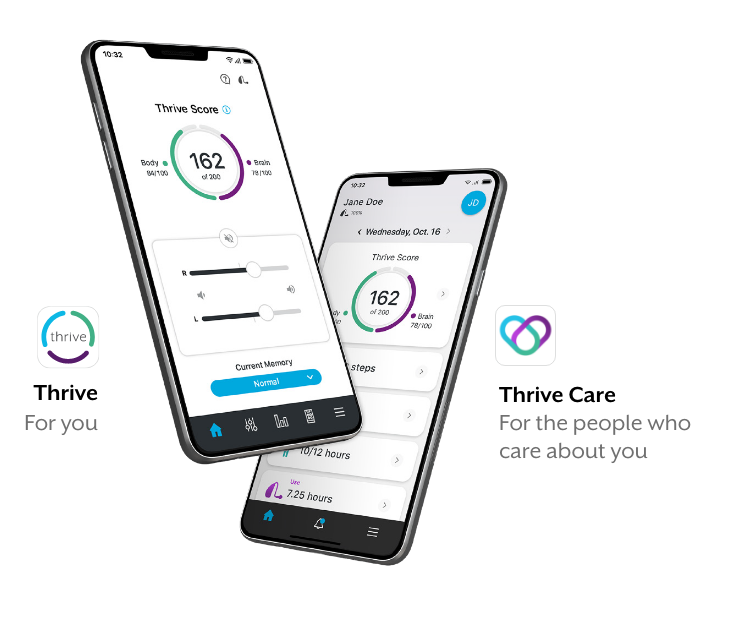 10:32
Thrive Score
162
of 200
Body
84/100
Brain
78/100
R
L
Current Memory
Normal
10:32
Jane Doe
100%
JD
Wednesday, Oct. 16
Thrive Score
162
of 200
Brain
78/100
steps
10/12 hours
Use
7.25 hours
thrive
Thrive
For you
Thrive Care
For the people who
care about you